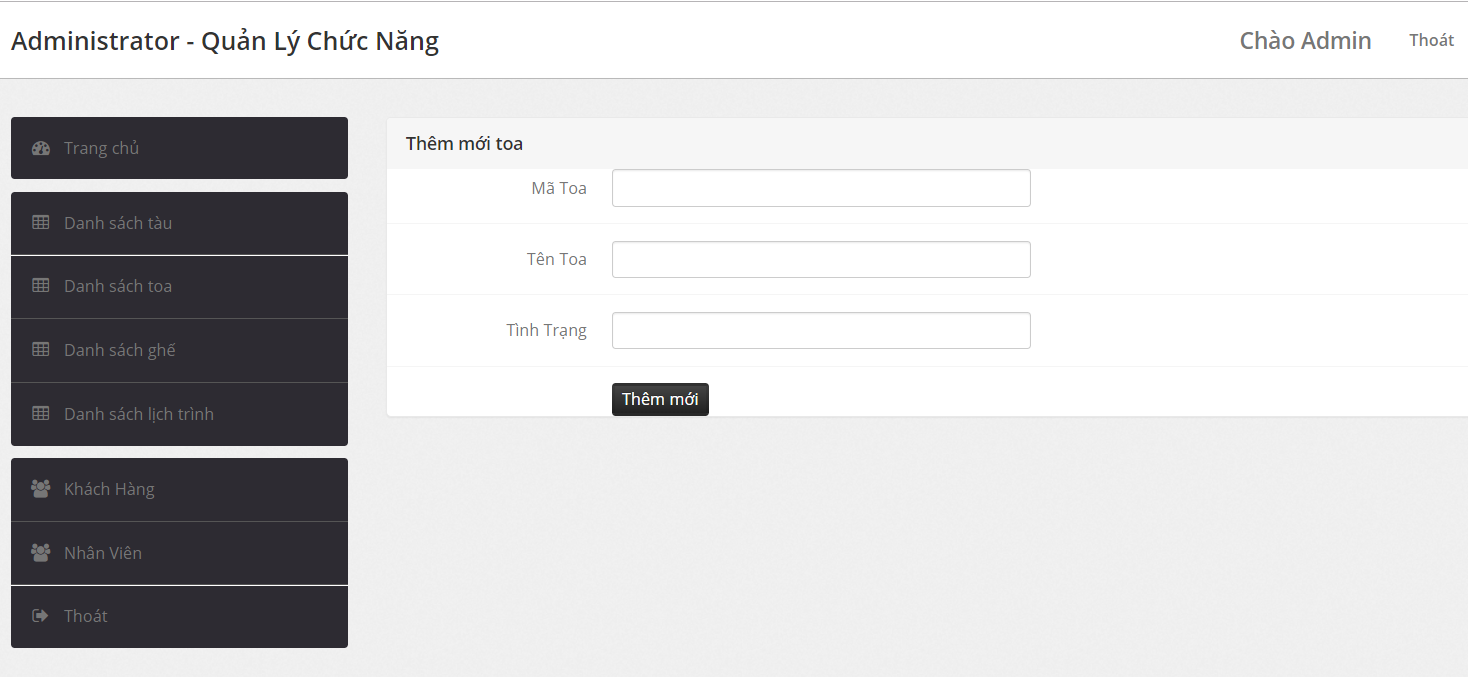 Administrator - Quản Lý Chức Năng
Chào Admin
Thoát
Trang chủ
Danh sách tàu
Danh sách toa
Danh sách ghế
Danh sách lịch trình
Khách Hàng
Nhân Viên
Thoát
Thêm mới toa
Mã Toa
Tên Toa
Tình Trạng
Thêm mới